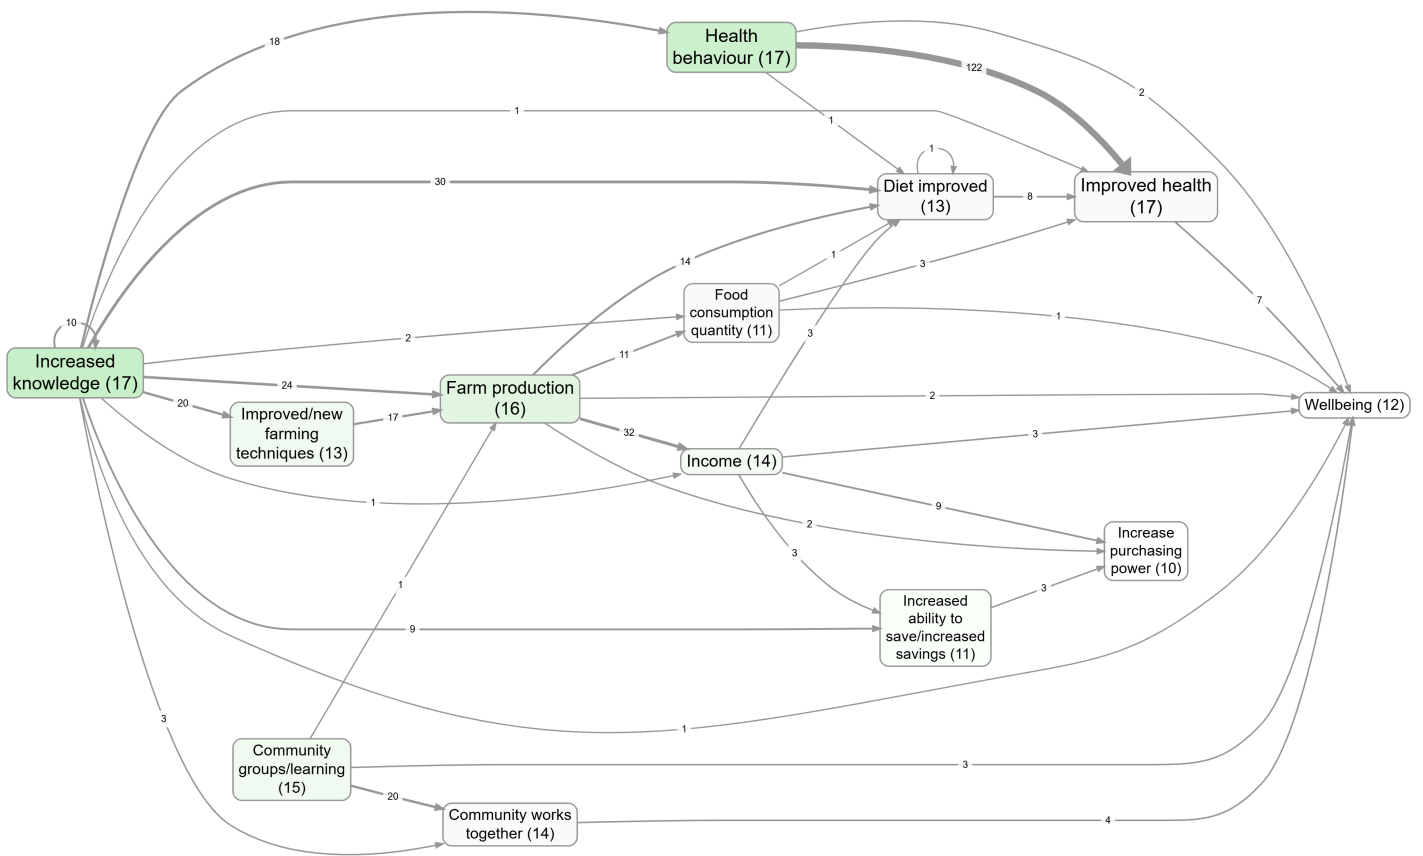 Health
behaviour (17)
18
122
2
1
1
1
Diet improved
(13)
8
Improved health
(17)
30
14
1
3
Food
consumption
quantity (11)
7
1
10
Increased
knowledge (17)
2
11
3
24
Farm production
(16)
2
Wellbeing (12)
20
Improved/new
farming
techniques (13)
17
32
Income (14)
3
1
9
2
Increase
purchasing
power (10)
3
1
3
Increased
ability to
save/increased
savings (11)
9
3
1
Community
groups/learning
(15)
3
20
Community works
together (14)
4